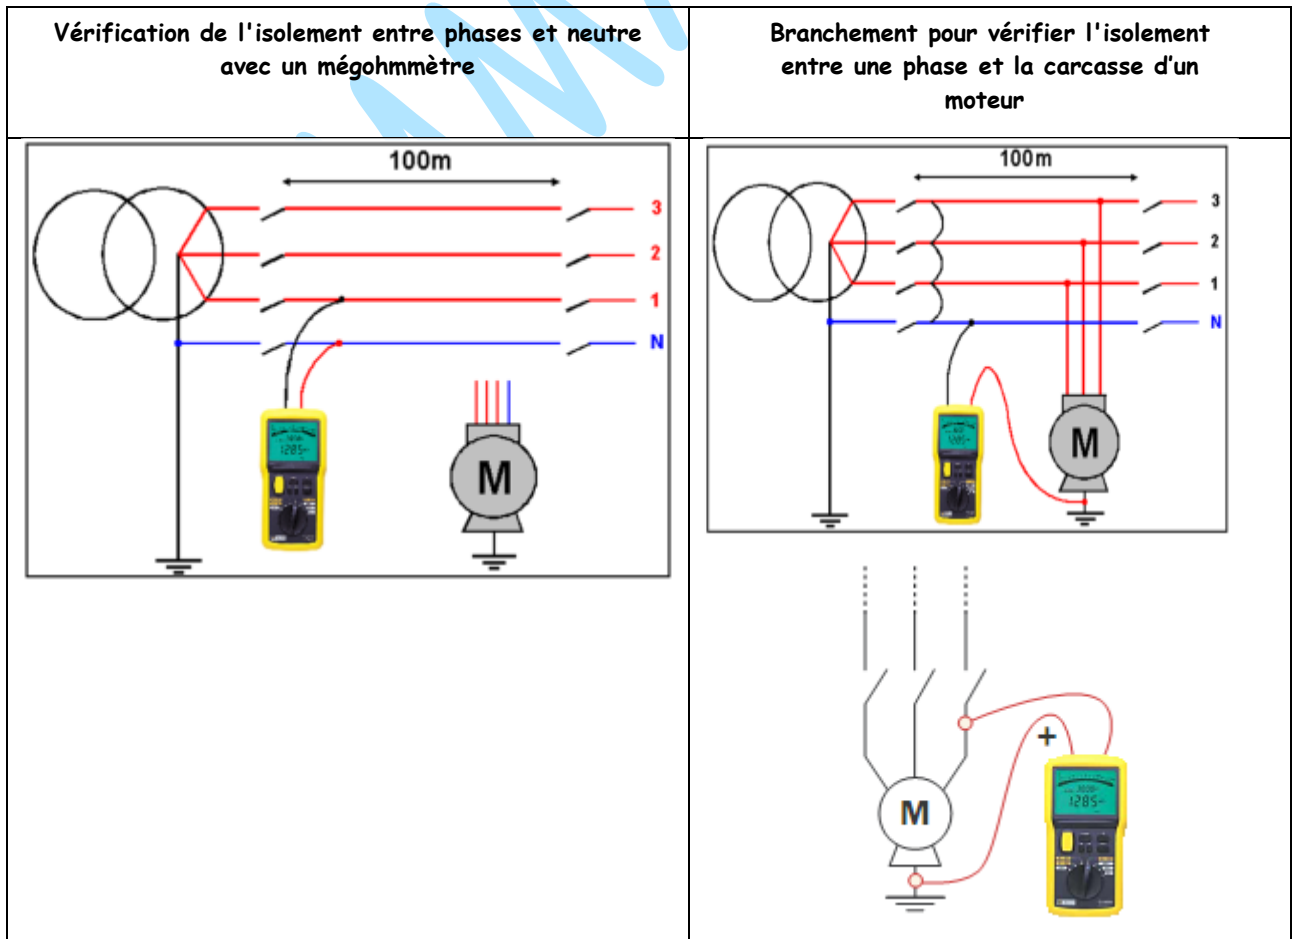 Vérification de l'isolement entre phases et neutre
avec un mégohmmètre
Branchement pour vérifier l'isolement
entre une phase et la carcasse d'un
moteur
100m
3
2
1
N
M
100m
3
2
1
N
M
+
M
1285